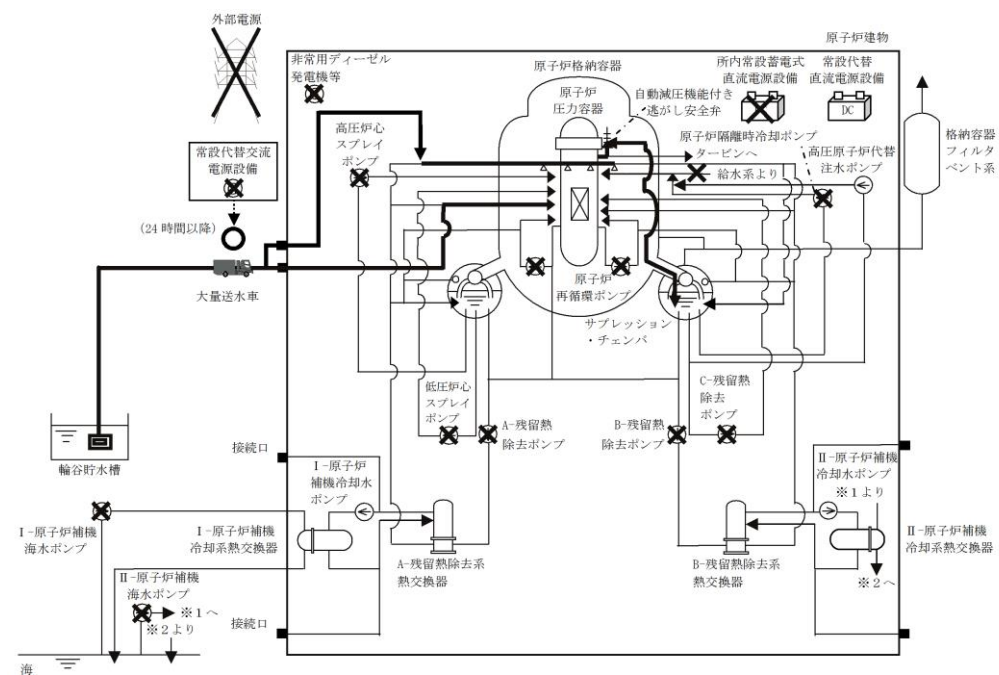 外部電源
原子炉建物
非常用ディーゼル
発電機等
原子炉格納容器
原子炉
圧力容器
自動減圧機能付き
逃がし安全弁
所内常設蓄電式
直流電源設備
常設代替
直流電源設備
DC
格納容器
フィルタ
ベント系
高圧炉心
スプレイ
ポンプ
原子炉隔離時冷却ポンプ
タービンへ
給水系より
高圧原子炉代替
注水ポンプ
常設代替交流
電源設備
(24時間以降)
大量送水車
原子炉
再循環ポンプ
サプレッション
・チェンバ
低圧炉心
スプレイ
ポンプ
A-残留熱
除去ポンプ
B-残留熱
除去ポンプ
C-残留熱
除去
ポンプ
輪谷貯水槽
接続口
Ⅰ-原子炉
補機冷却水
ポンプ
Ⅱ-原子炉補機
冷却水ポンプ
※1より
Ⅰ-原子炉補機
海水ポンプ
Ⅰ-原子炉補機
冷却系熱交換器
A-残留熱除去系
熱交換器
B-残留熱除去系
熱交換器
Ⅱ-原子炉補機
冷却系熱交換器
※2へ
Ⅱ-原子炉補機
海水ポンプ
※1へ
※2より
接続口
海